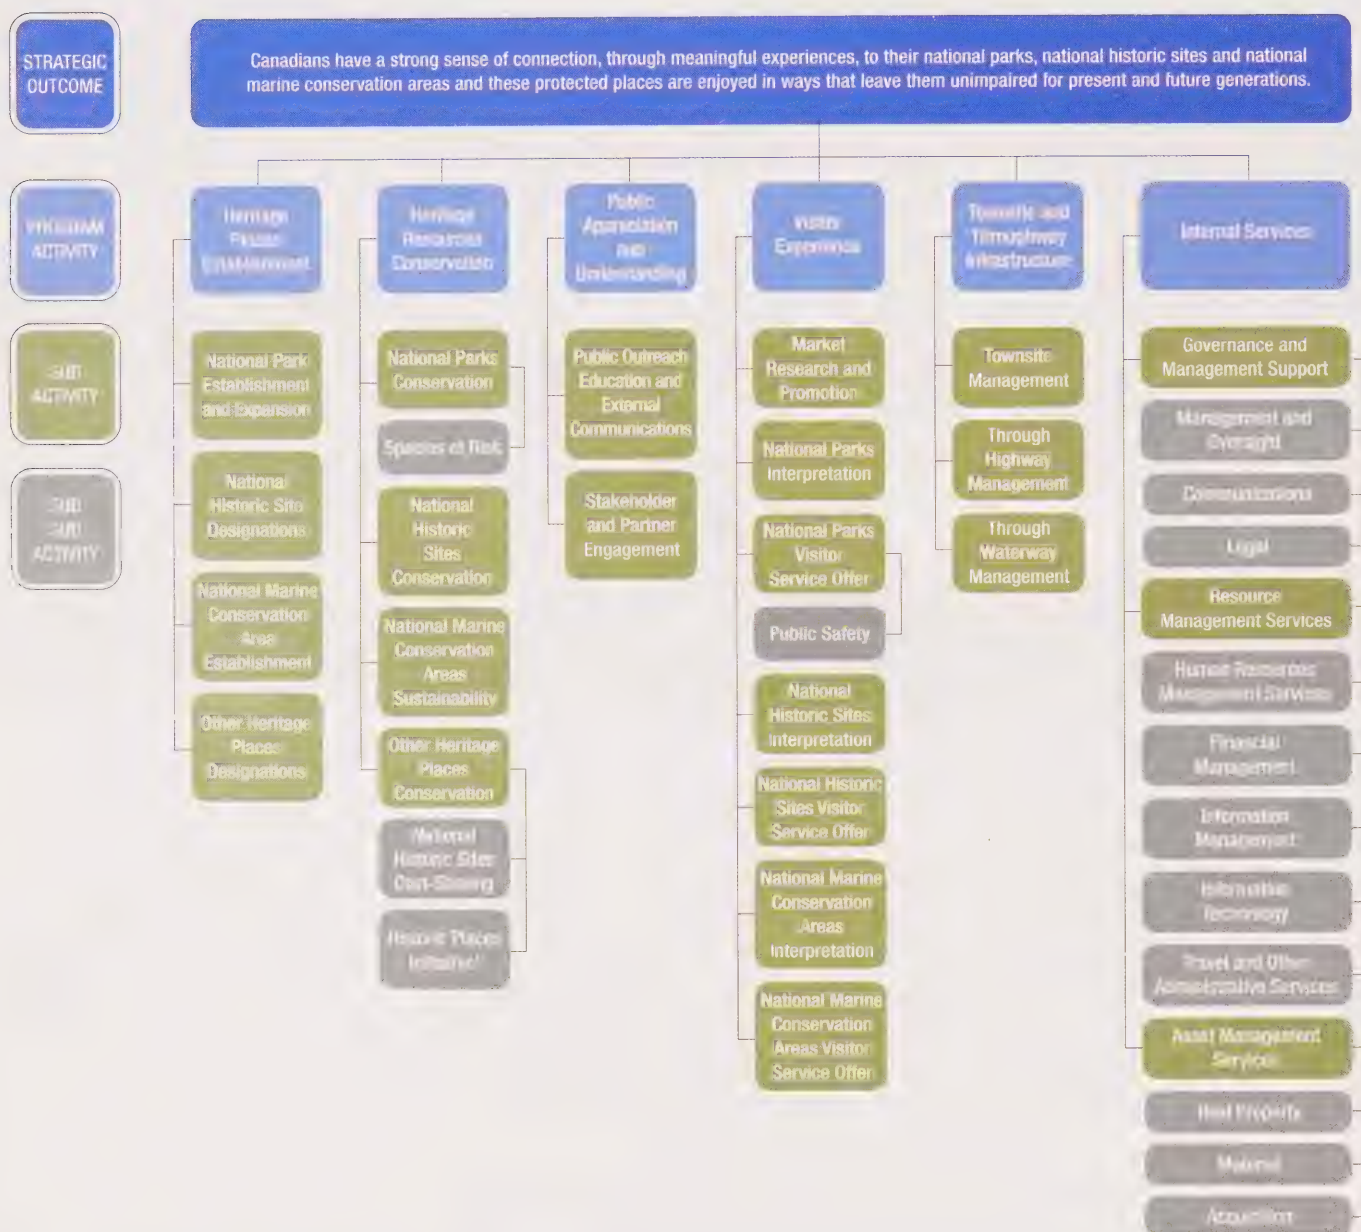 STRATEGIC
OUTCOME
Canadians have a strong sense of connection, through meaningful experiences, to their national parks, national historic sites and national
marine conservation areas and these protected places are enjoyed in ways that leave them unimpaired for present and future generations.
PROGRAM
ACTIVITY
Heritage
Places
Establishment
Heritage
Resources
Conservation
Public
Appreciation
and
Understanding
Visitor
Experience
Townsite and
Throughway
Infrastructure
Internal Services
SUB
ACTIVITY
SUB
SUB
ACTIVITY
National Park
Establishment
and Expansion
National
Historic Site
Designations
National Marine
Conservation
Area
Establishment
Other Heritage
Places
Designations
National Parks
Conservation
Species at Risk
National
Historic
Sites
Conservation
National Marine
Conservation
Areas
Sustainability
Other Heritage
Places
Conservation
National
Historic Sites
Cost-Sharing
Historic Places
Public Outreach
Education and
External
Communications
Stakeholder
and Partner
Engagement
Market
Research and
Promotion
National Parks
Interpretation
National Parks
Visitor
Service Offer
Public Safety
National
Historic Sites
Interpretation
National Historic
Sites Visitor
Service Offer
National Marine
Conservation
Areas
Interpretation
National Marine
Conservation
Areas Visitor
Service Offer
Townsite
Management
Through
Highway
Management
Through
Waterway
Management
Governance and
Management Support
Management and
Oversight
Communications
Legal
Resource
Management Services
Human Resources
Management Services
Financial
Management
Information
Management
Information
Technology
Travel and Other
Administrative Services
Asset Management
Services
Real Property
Material
Acquisition